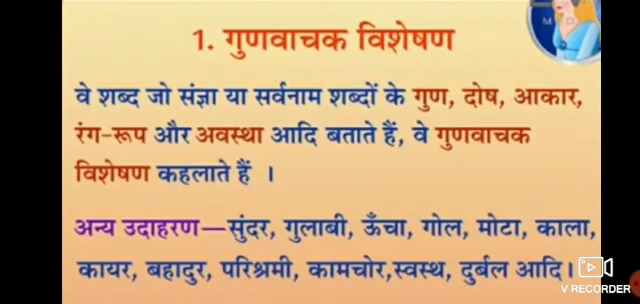 1. गुणवाचक विशेषण
वे शब्द जो संज्ञा या सर्वनाम शब्दों के गुण, दोष, आकार,
रंग-रूप और अवस्था आदि बताते हैं, वे गुणवाचक
विशेषण कहलाते हैं ।
अन्य उदाहरण—सुंदर, गुलाबी, ऊँचा, गोल, मोटा, काला,
कायर, बहादुर, परिश्रमी, कामचोर,स्वस्थ, दुर्बल आदि।
V RECORDER